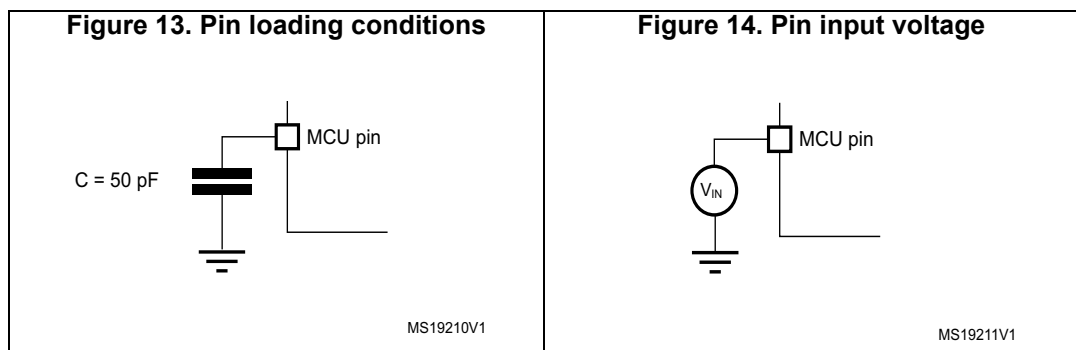 Figure 13. Pin loading conditions
MCU pin
C = 50 pF
MS19210V1
Figure 14. Pin input voltage
MCU pin
VIN
MS19211V1